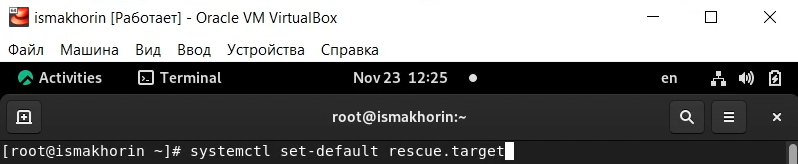 ismakhorin [Работает] - Oracle VM VirtualBox
Файл Машина Вид Ввод Устройства Справка
Activities Terminal Nov 23 12:25 en
root@ismakhorin:~
[root@ismakhorin ~]# systemctl set-default rescue.target